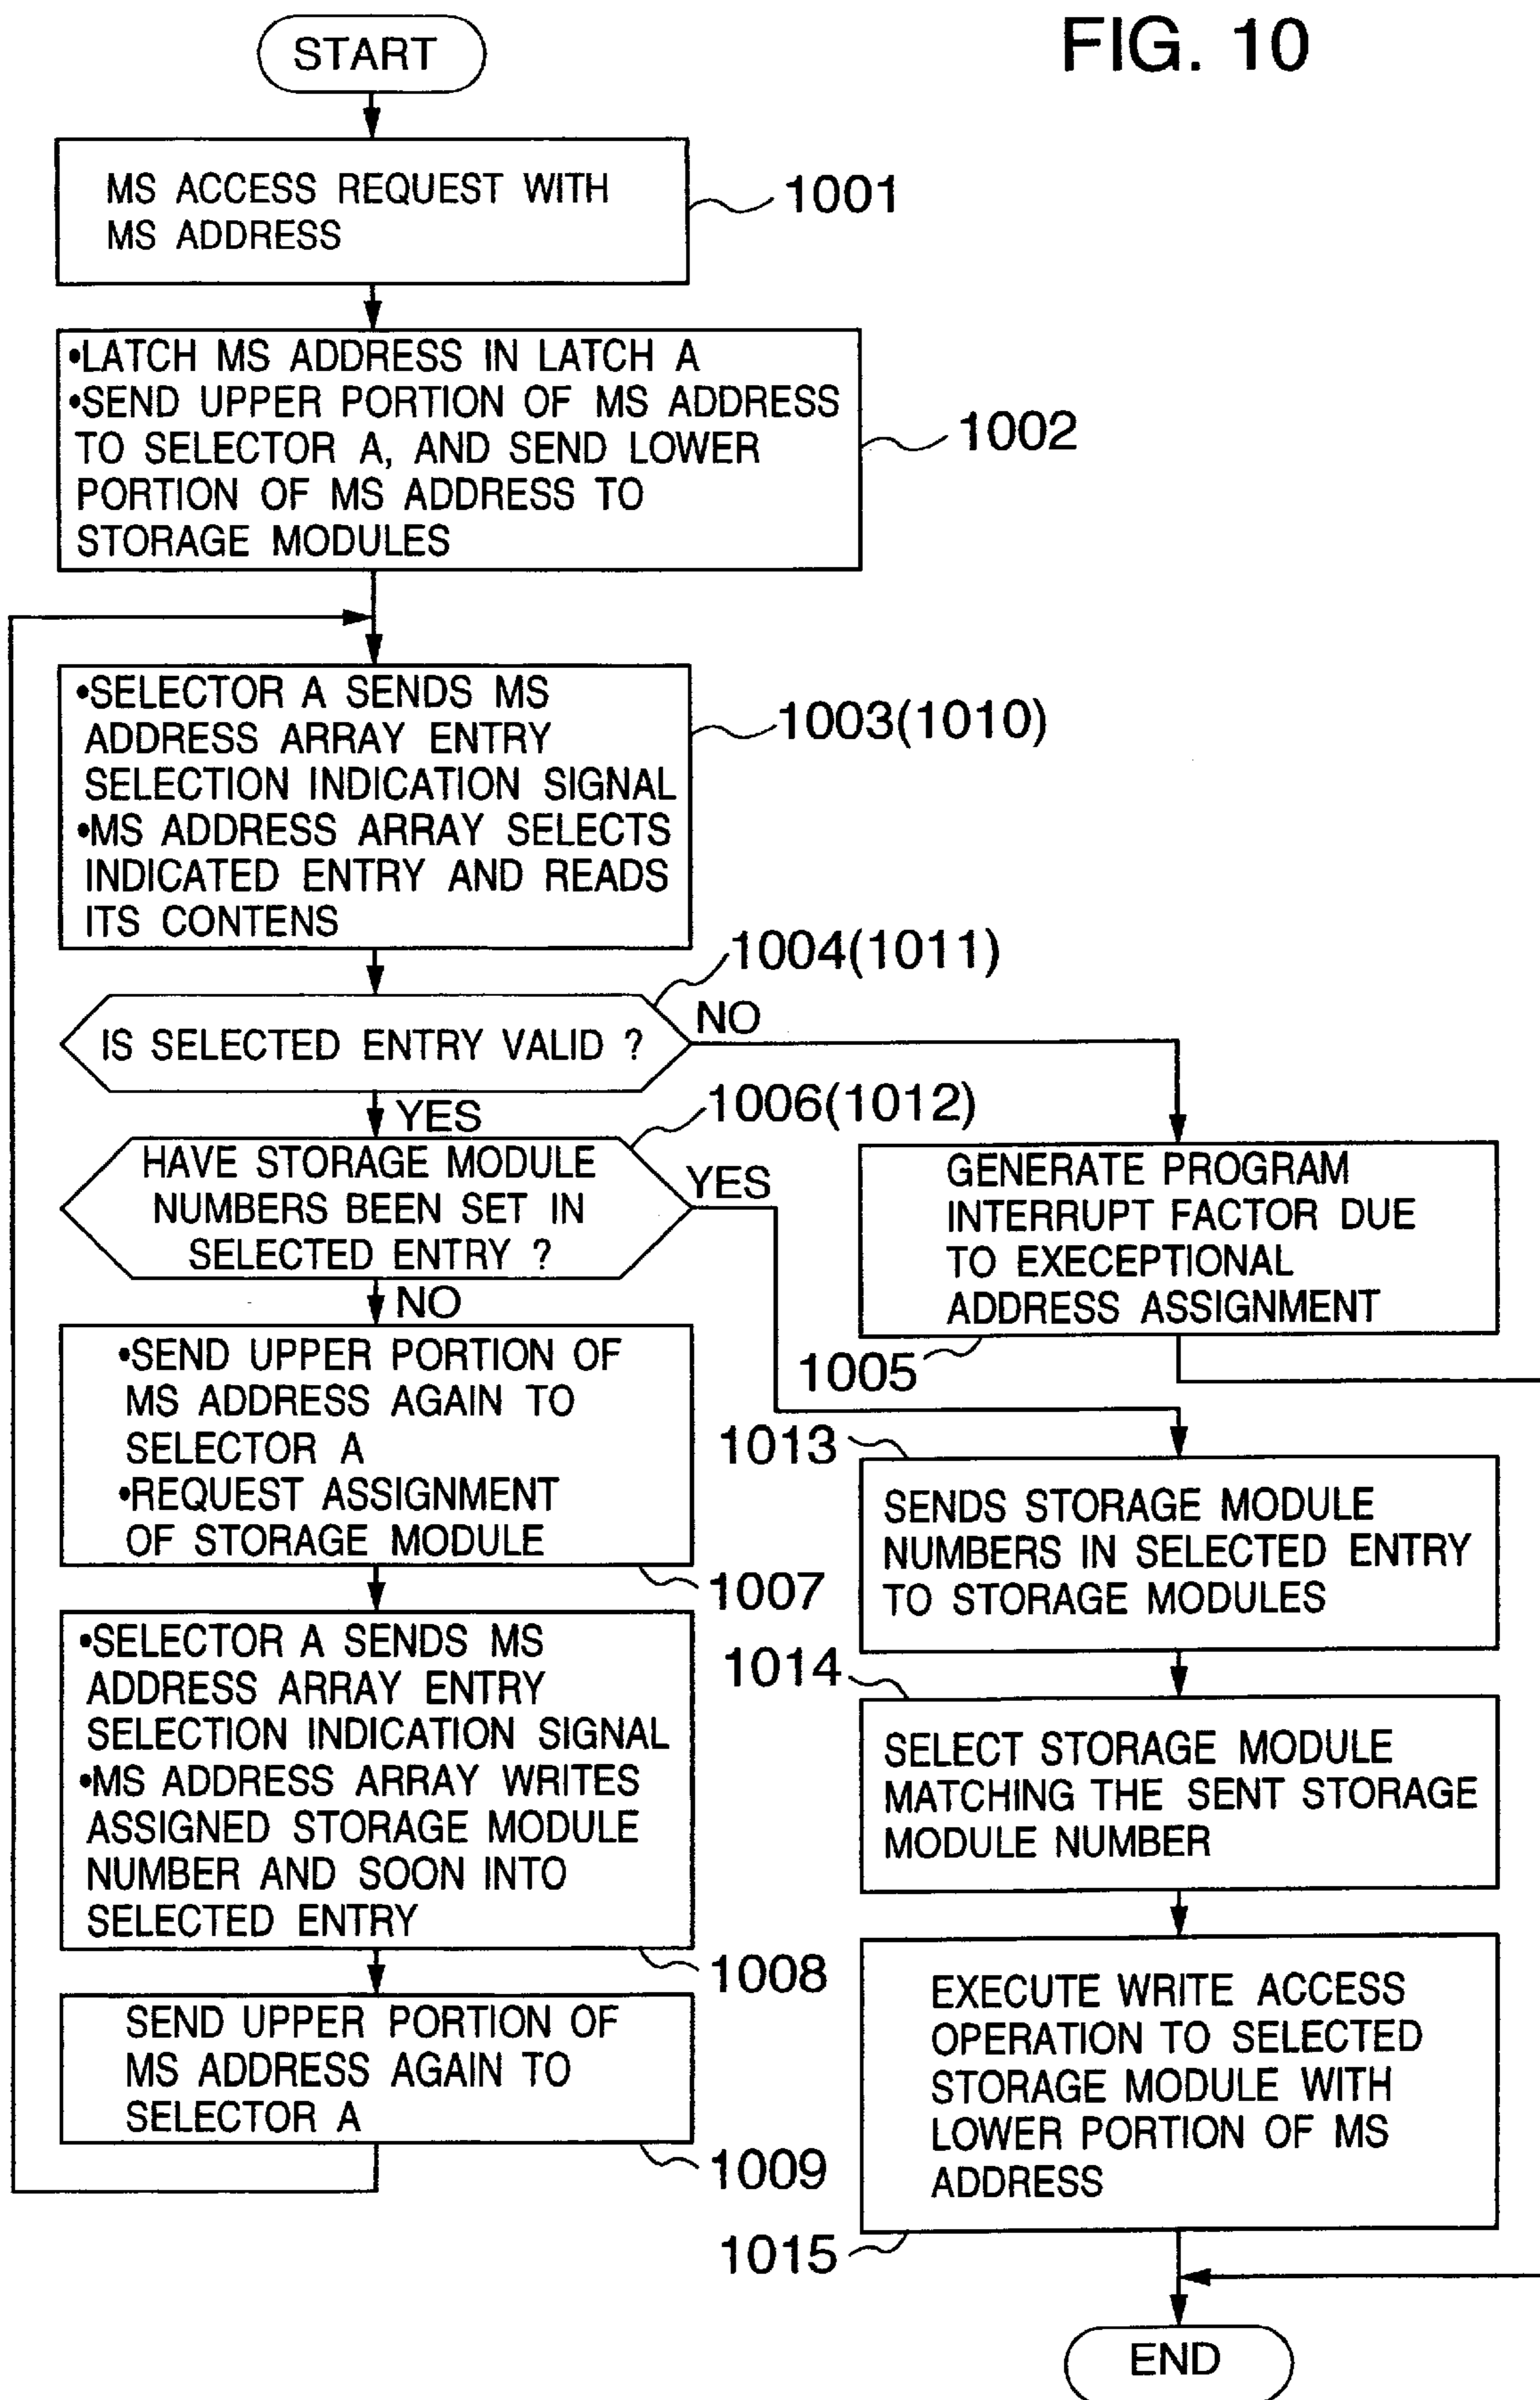 FIG. 10
START
MS ACCESS REQUEST WITH
MS ADDRESS
1001
•LATCH MS ADDRESS IN LATCH A
•SEND UPPER PORTION OF MS ADDRESS
TO SELECTOR A, AND SEND LOWER
PORTION OF MS ADDRESS TO
STORAGE MODULES
1002
•SELECTOR A SENDS MS
ADDRESS ARRAY ENTRY
SELECTION INDICATION SIGNAL
•MS ADDRESS ARRAY SELECTS
INDICATED ENTRY AND READS
ITS CONTENS
1003(1010)
1004(1011)
IS SELECTED ENTRY VALID ?
NO
YES
1006(1012)
HAVE STORAGE MODULE
NUMBERS BEEN SET IN
SELECTED ENTRY ?
YES
NO
GENERATE PROGRAM
INTERRUPT FACTOR DUE
TO EXECEPTIONAL
ADDRESS ASSIGNMENT
1005
•SEND UPPER PORTION OF
MS ADDRESS AGAIN TO
SELECTOR A
•REQUEST ASSIGNMENT
OF STORAGE MODULE
1007
•SELECTOR A SENDS MS
ADDRESS ARRAY ENTRY
SELECTION INDICATION SIGNAL
•MS ADDRESS ARRAY WRITES
ASSIGNED STORAGE MODULE
NUMBER AND SOON INTO
SELECTED ENTRY
1008
SEND UPPER PORTION OF
MS ADDRESS AGAIN TO
SELECTOR A
1009
1013
SENDS STORAGE MODULE
NUMBERS IN SELECTED ENTRY
TO STORAGE MODULES
1014
SELECT STORAGE MODULE
MATCHING THE SENT STORAGE
MODULE NUMBER
EXECUTE WRITE ACCESS
OPERATION TO SELECTED
STORAGE MODULE WITH
LOWER PORTION OF MS
ADDRESS
1015
END